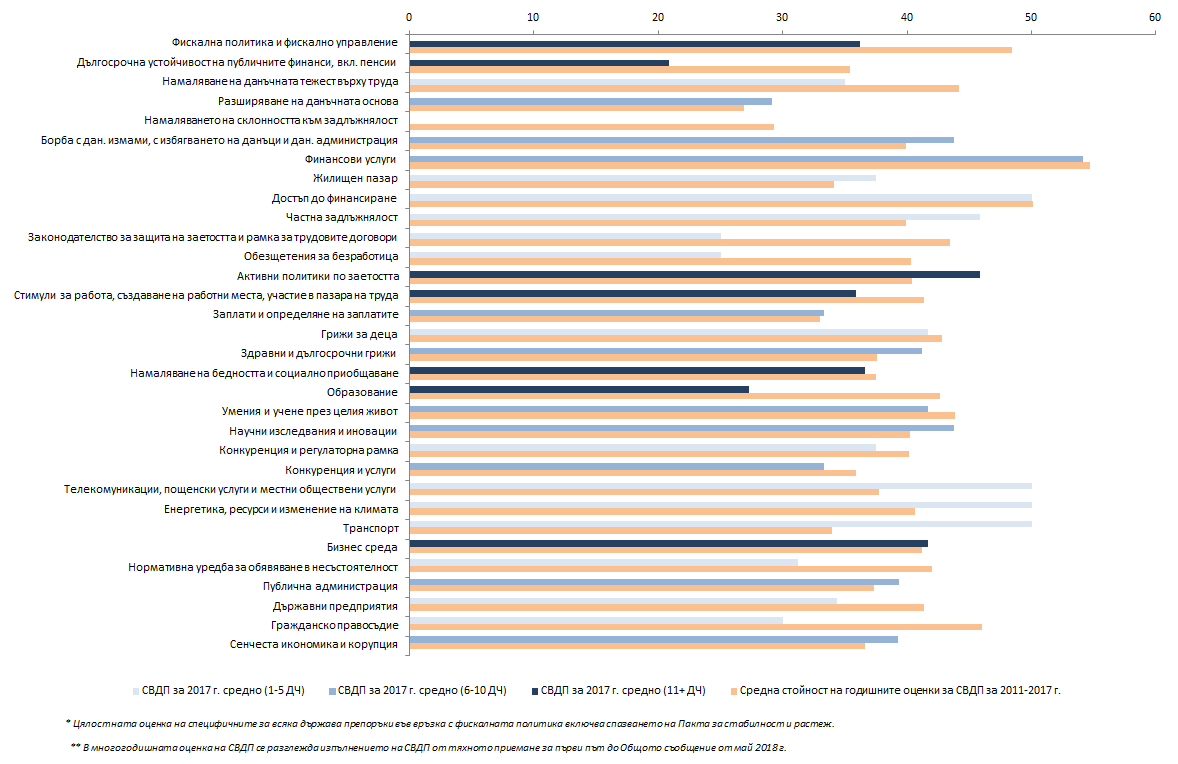 0 10 20 30 40 50 60
Фискална политика и фискално управление
Дългосрочна устойчивост на публичните финанси, вкл. пенсии
Намаляване на данъчната тежест върху труда
Разширяване на данъчната основа
Намаляването на склонността към задлъжнялост
Борба с дан. измами, с избягването на данъци и дан. администрация
Финансови услуги
Жилищен пазар
Достъп до финансиране
Частна задлъжнялост
Законодателство за защита на заетостта и рамка за трудовите договори
Обезщетения за безработица
Активни политики по заетостта
Стимули за работа, създаване на работни места, участие в пазара на труда
Заплати и определяне на заплатите
Грижи за деца
Здравни и дългосрочни грижи
Намаляване на бедността и социално приобщаване
Образование
Умения и учене през целия живот
Научни изследвания и иновации
Конкуренция и регулаторна рамка
Конкуренция и услуги
Телекомуникации, пощенски услуги и местни обществени услуги
Енергетика, ресурси и изменение на климата
Транспорт
Бизнес среда
Нормативна уредба за обявяване в несъстоятелност
Публична администрация
Държавни предприятия
Гражданско правосъдие
Сенчеста икономика и корупция
СВДП за 2017 г. средно (1-5 ДЧ) СВДП за 2017 г. средно (6-10 ДЧ) СВДП за 2017 г. средно (11+ ДЧ) Средна стойност на годишните оценки за СВДП за 2011-2017 г.
* Цялостната оценка на специфичните за всяка държава препоръки във връзка с фискалната политика включва спазването на Пакта за стабилност и растеж.
** В многогодишната оценка на СВДП се разглежда изпълнението на СВДП от тяхното приемане за първи път до Общото съобщение от май 2018 г.